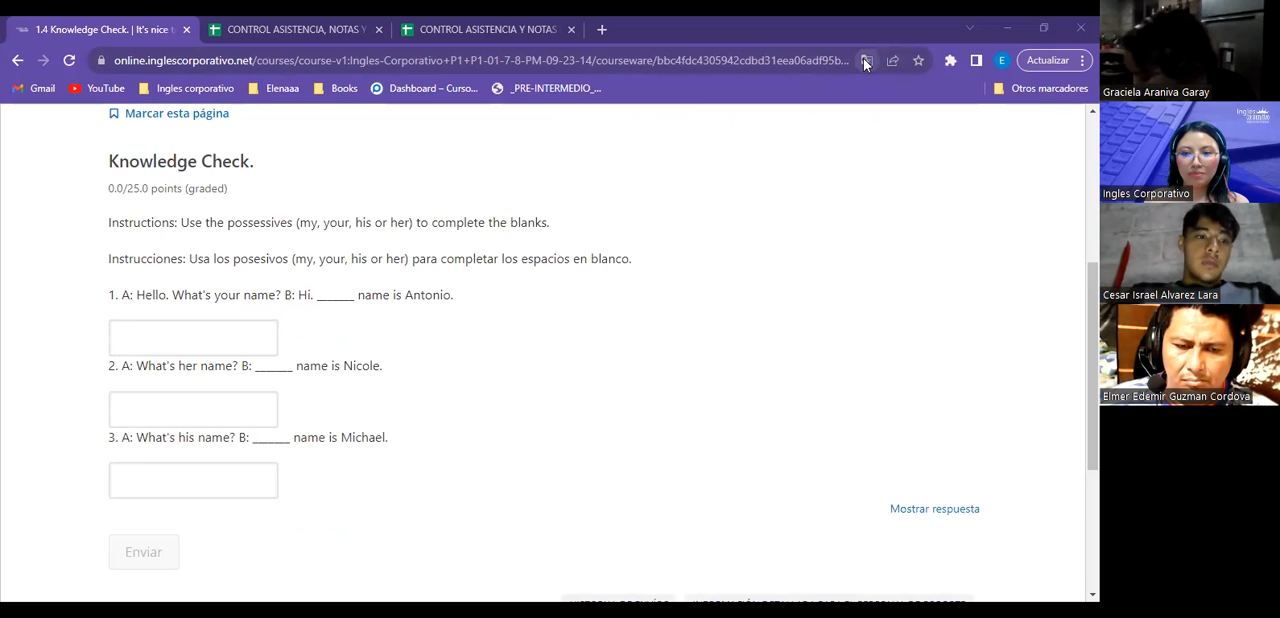 1.4 Knowledge Check. | It's nice t
CONTROL ASISTENCIA, NOTAS Y
CONTROL ASISTENCIA Y NOTAS
online.inglescorporativo.net/courses/course-v1:Ingles-Corporativo+P1+P1-01-7-8-PM-09-23-14/courseware/bbc4fdc4305942cdbd31eea06adf95b...
E
Actualizar
Gmail
YouTube
Ingles corporativo
Elenaaa
Books
Dashboard – Curso...
_PRE-INTERMEDIO_...
Otros marcadores
Marcar esta página
Knowledge Check.
0.0/25.0 points (graded)
Instructions: Use the possessives (my, your, his or her) to complete the blanks.
Instrucciones: Usa los posesivos (my, your, his or her) para completar los espacios en blanco.
1. A: Hello. What's your name? B: Hi. _______ name is Antonio.
2. A: What's her name? B: _______ name is Nicole.
3. A: What's his name? B: _______ name is Michael.
Mostrar respuesta
Enviar
Graciela Araniva Garay
Ingles
Ingles Corporativo
Cesar Israel Alvarez Lara
Elmer Edemir Guzman Cordova